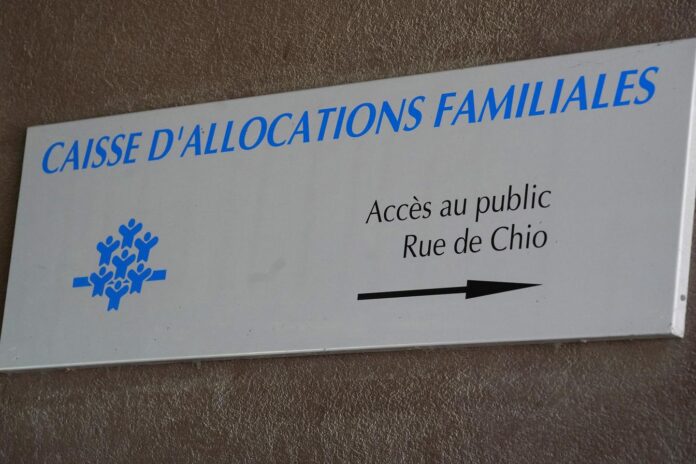 CAISSE D'ALLOCATIONS FAMILIALES
Accès au public
Rue de Chio